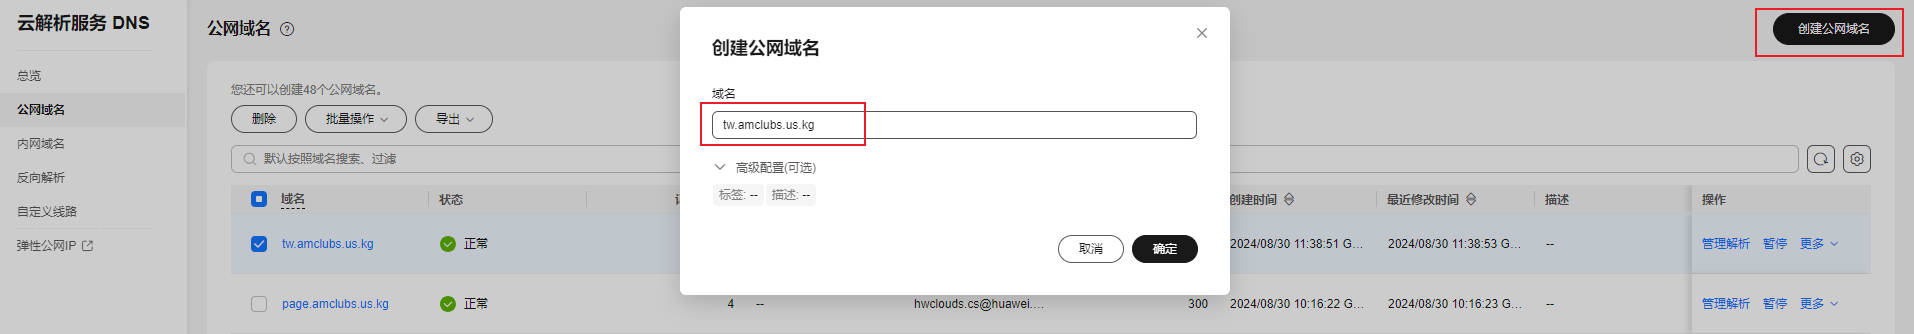 云解析服务 DNS
总览
公网域名
内网域名
反向解析
自定义线路
弹性公网IP
公网域名
创建公网域名
您还可以创建48个公网域名。
删除 批量操作 导出
默认按照域名搜索、过滤
域名 状态 创建时间 最近修改时间 描述 操作
tw.amclubs.us.kg 正常 2024/08/30 11:38:51 G... 2024/08/30 11:38:53 G... -- 管理解析 暂停 更多
page.amclubs.us.kg 正常 4 -- hwclouds.cs@huawei.... 300 2024/08/30 10:16:22 G... 2024/08/30 10:16:23 G... -- 管理解析 暂停 更多
创建公网域名
域名
tw.amclubs.us.kg
高级配置(可选)
标签: -- 描述: --
取消 确定